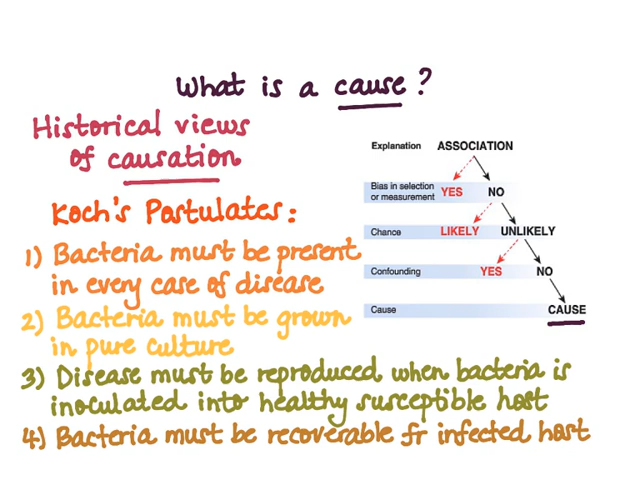 What is a cause?
Historical views
of causation
Explanation ASSOCIATION
Bias in selection
or measurement YES NO
Chance LIKELY UNLIKELY
Confounding YES NO
Cause CAUSE
Koch's Postulates:
1) Bacteria must be present
in every case of disease
2) Bacteria must be grown
in pure culture
3) Disease must be reproduced when bacteria is
inoculated into healthy susceptible host
4) Bacteria must be recoverable fr infected host